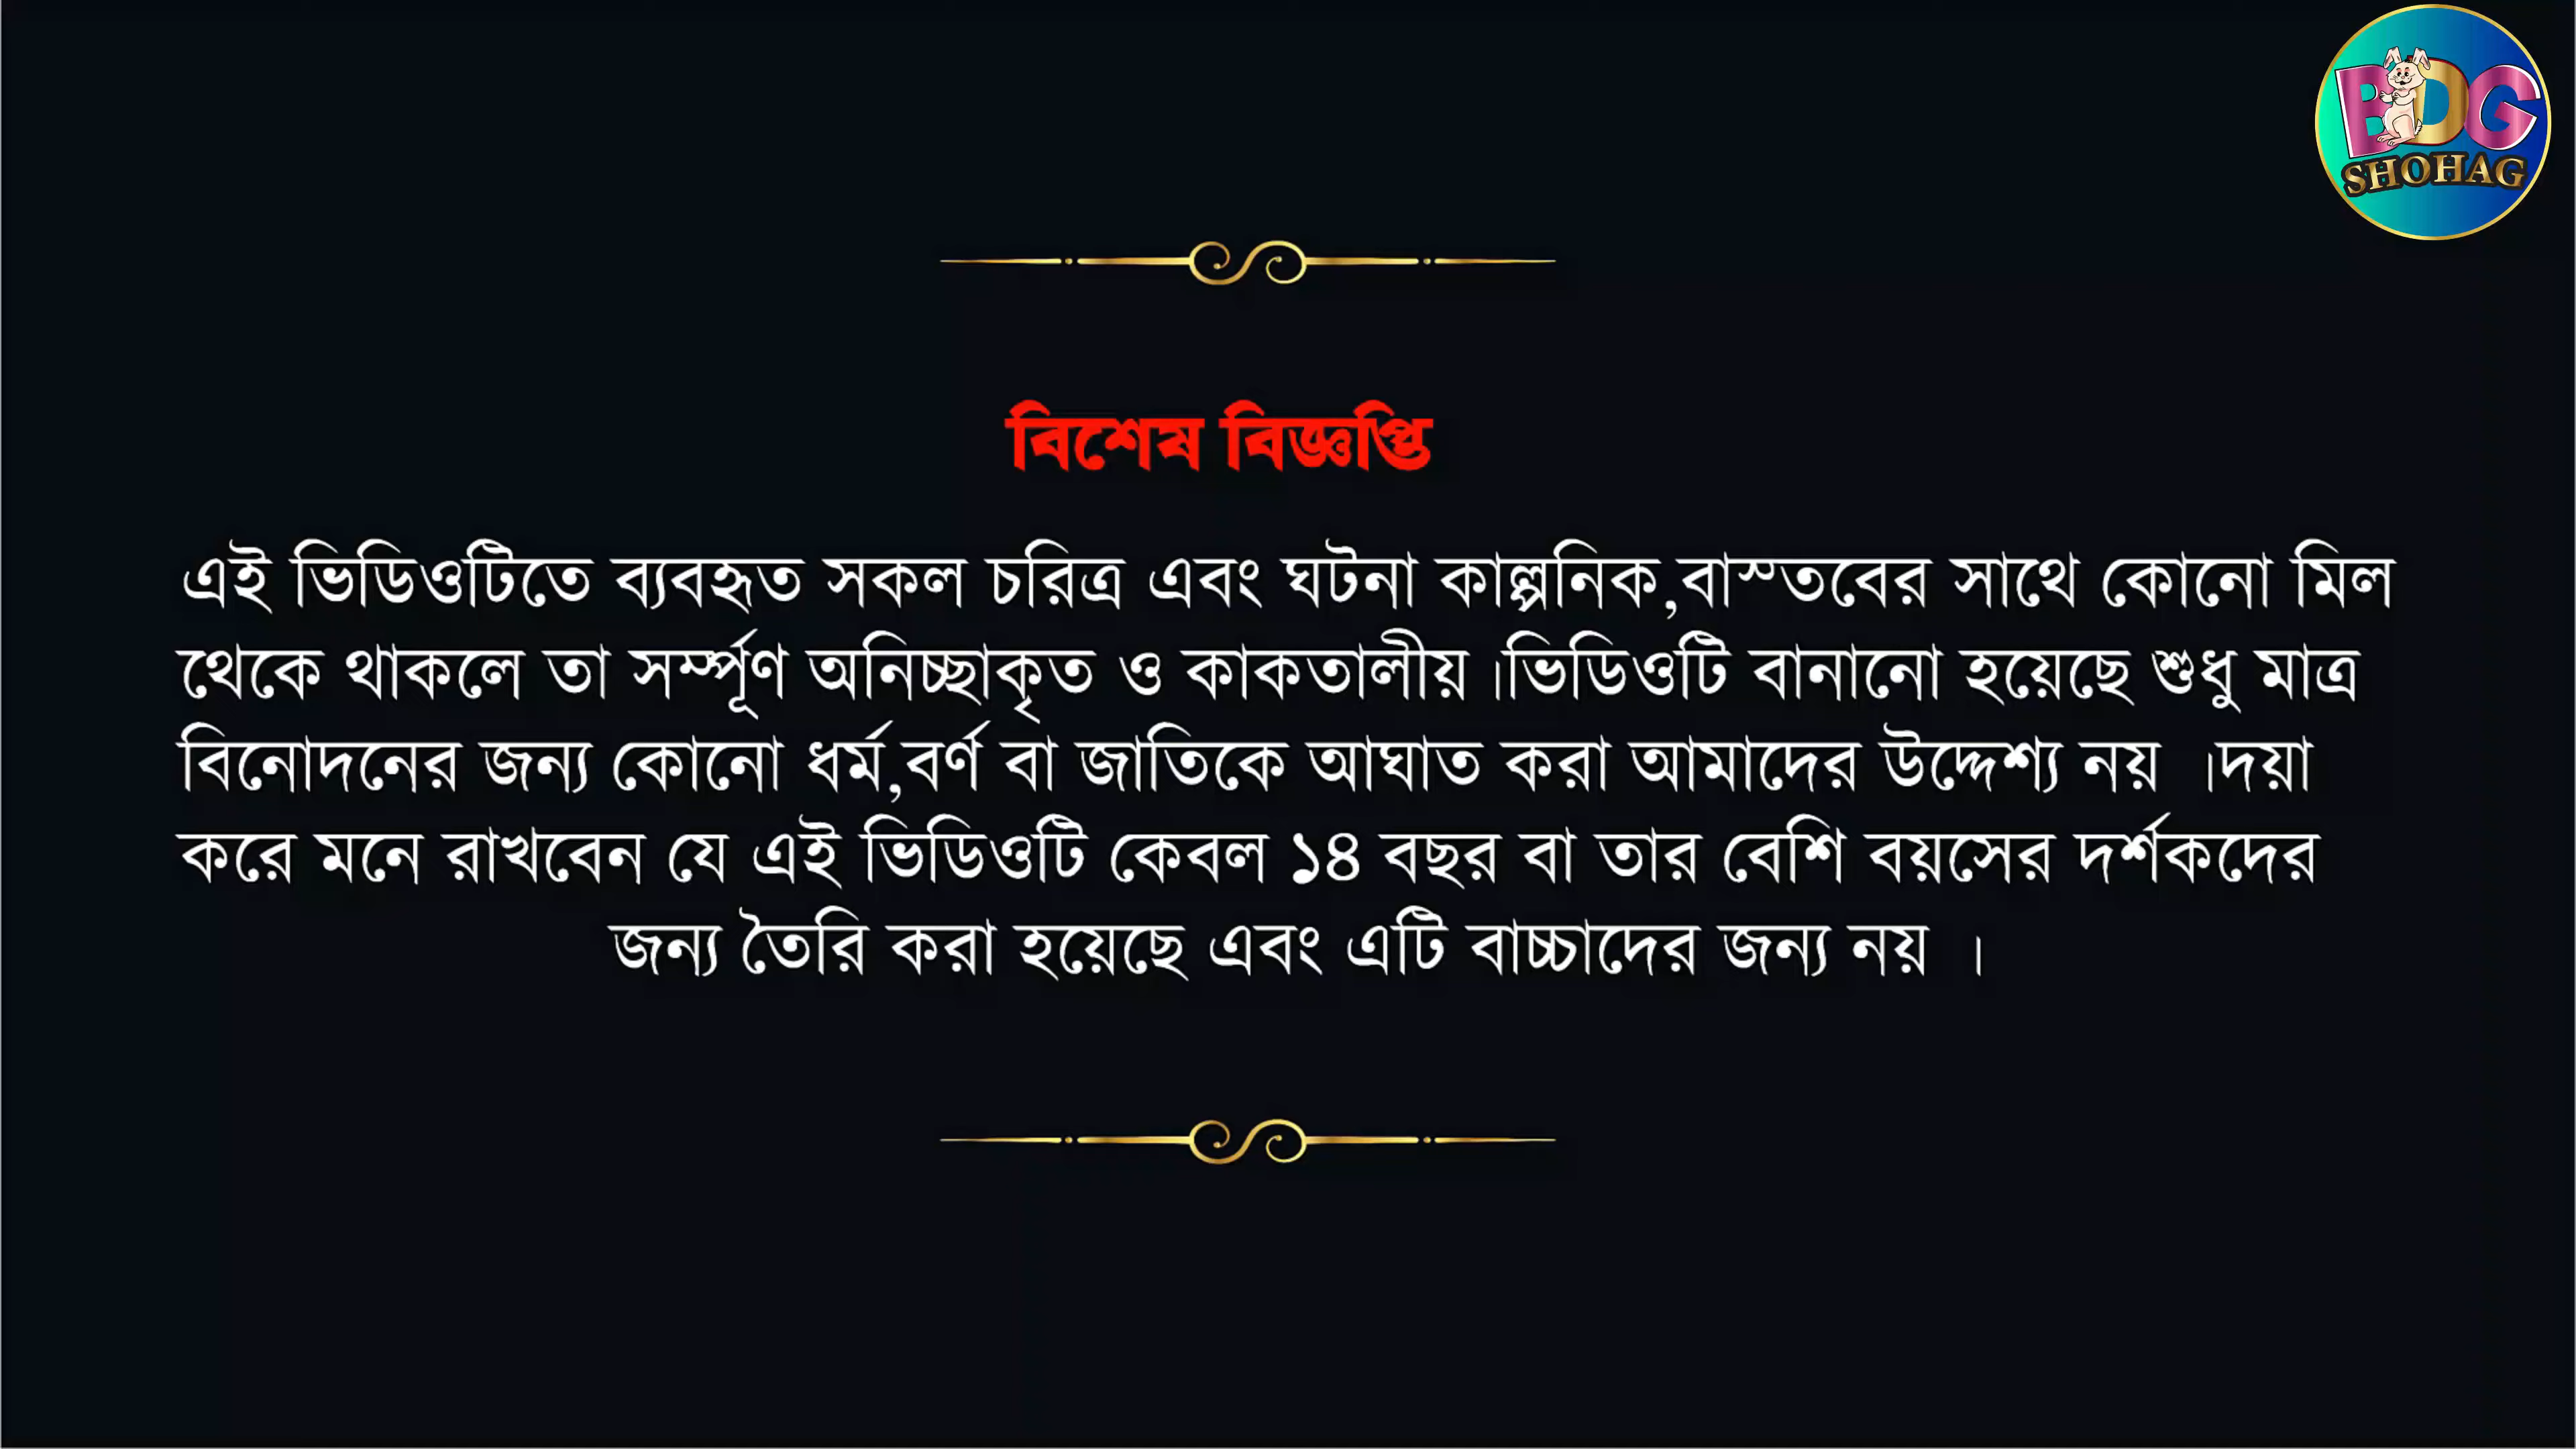 BDG
SHOHAG
বিশেষ বিজ্ঞপ্তি
এই ভিডিওটিতে ব্যবহৃত সকল চরিত্র এবং ঘটনা কাল্পনিক,বাস্তবের সাথে কোনো মিল
থেকে থাকলে তা সর্ম্পূণ অনিচ্ছাকৃত ও কাকতালীয় ।ভিডিওটি বানানো হয়েছে শুধু মাত্র
বিনোদনের জন্য কোনো ধর্ম,বর্ণ বা জাতিকে আঘাত করা আমাদের উদ্দেশ্য নয় ।দয়া
করে মনে রাখবেন যে এই ভিডিওটি কেবল ১৪ বছর বা তার বেশি বয়সের দর্শকদের
জন্য তৈরি করা হয়েছে এবং এটি বাচ্চাদের জন্য নয় ।